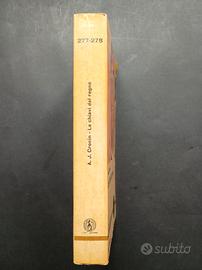 277-278
A. J. Cronin - Le chiavi del regno
subito